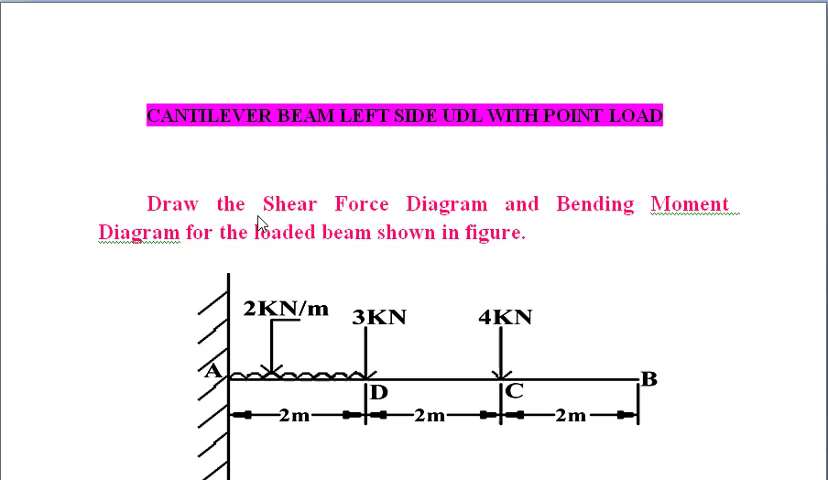 CANTILEVER BEAM LEFT SIDE UDL WITH POINT LOAD
Draw the Shear Force Diagram and Bending Moment
Diagram for the loaded beam shown in figure.
2KN/m 3KN 4KN
A B
D C
2m 2m 2m